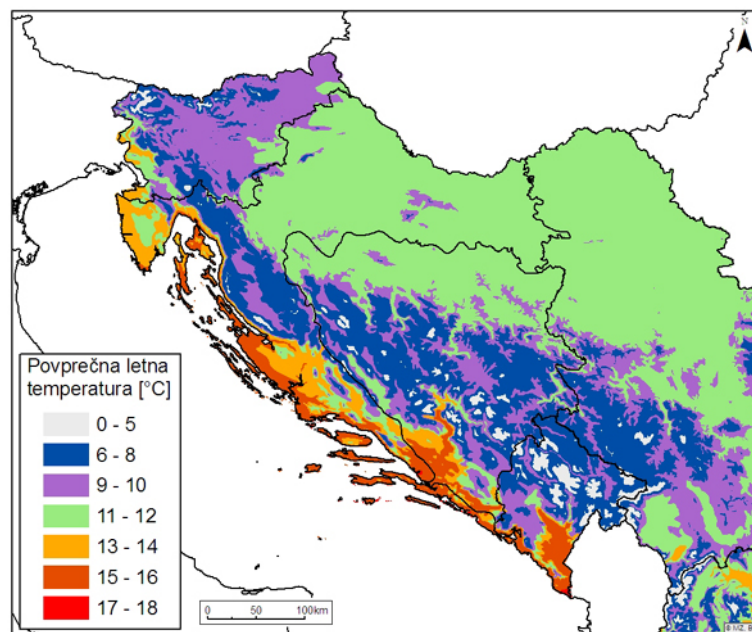 N
Povprečna letna
temperatura [°C]
0 - 5
6 - 8
9 - 10
11 - 12
13 - 14
15 - 16
17 - 18
0 50 100km
© MZ,